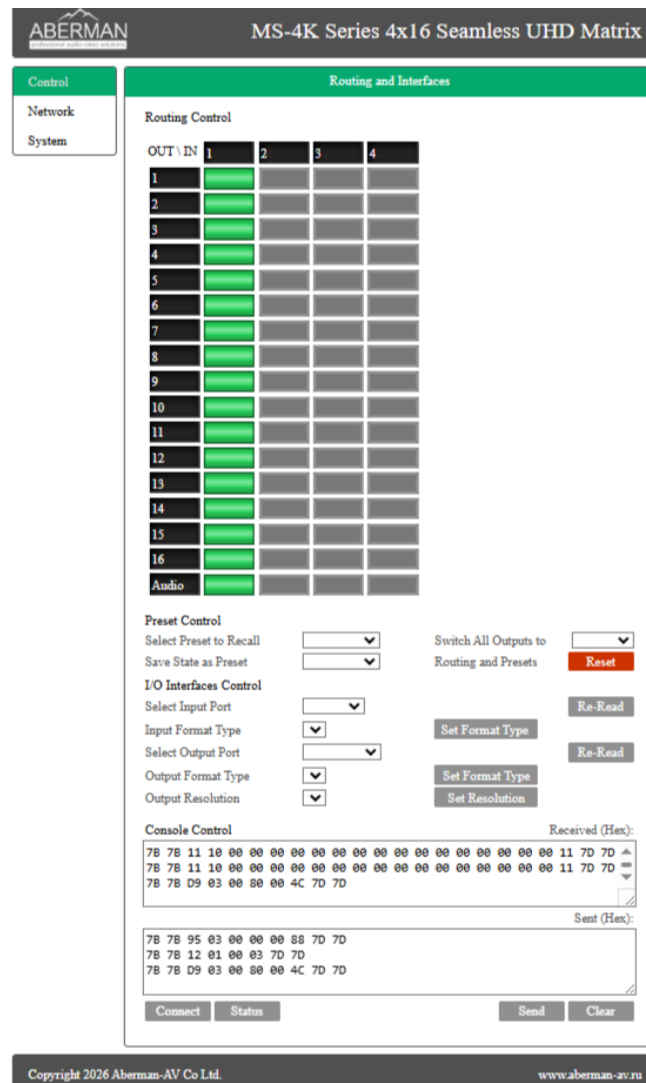 ABERMAN
professional audio-video solutions
MS-4K Series 4x16 Seamless UHD Matrix
Control
Network
System
Routing and Interfaces
Routing Control
OUT \ IN 1 2 3 4
1
2
3
4
5
6
7
8
9
10
11
12
13
14
15
16
Audio
Preset Control
Select Preset to Recall Switch All Outputs to
Save State as Preset Routing and Presets Reset
I/O Interfaces Control
Select Input Port Re-Read
Input Format Type Set Format Type
Select Output Port Re-Read
Output Format Type Set Format Type
Output Resolution Set Resolution
Console Control Received (Hex):
7B 7B 11 10 00 00 00 00 00 00 00 00 00 00 00 00 00 00 00 00 11 7D 7D
7B 7B 11 10 00 00 00 00 00 00 00 00 00 00 00 00 00 00 00 00 11 7D 7D
7B 7B D9 03 00 80 00 4C 7D 7D
Sent (Hex):
7B 7B 95 03 00 00 00 88 7D 7D
7B 7B 12 01 00 03 7D 7D
7B 7B D9 03 00 80 00 4C 7D 7D
Connect Status Send Clear
Copyright 2026 Aberman-AV Co Ltd. www.aberman-av.ru